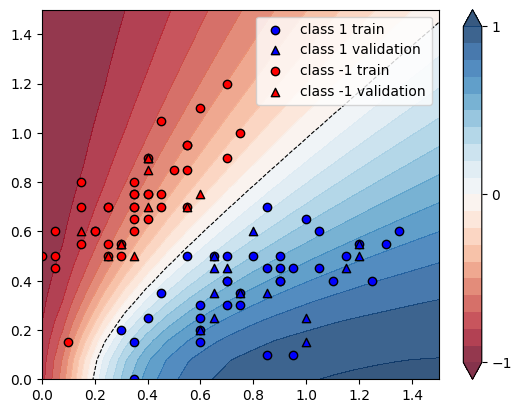 1.4
1.2
1.0
0.8
0.6
0.4
0.2
0.0
0.0 0.2 0.4 0.6 0.8 1.0 1.2 1.4
class 1 train
class 1 validation
class -1 train
class -1 validation
1
0
−1